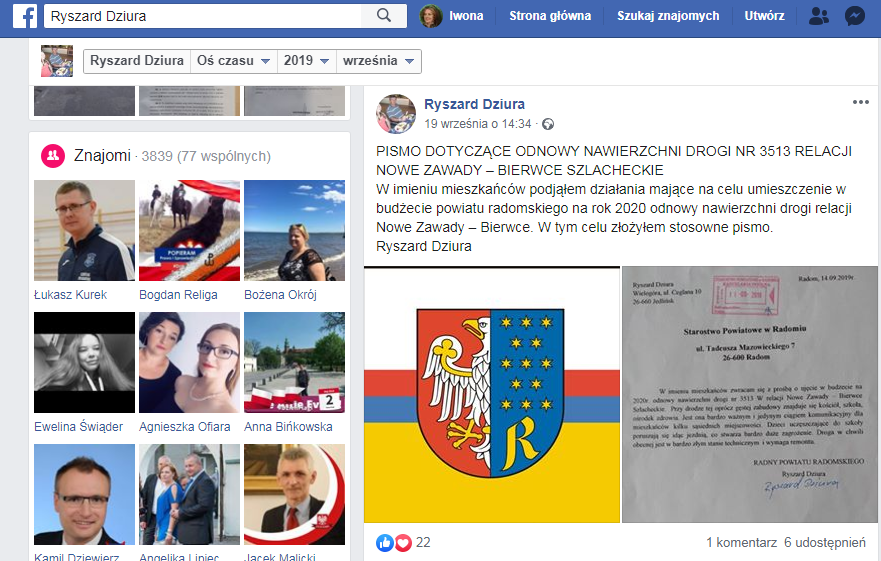 Ryszard Dziura
Iwona
Strona główna
Szukaj znajomych
Utwórz
Ryszard Dziura
Oś czasu
2019
września
Znajomi · 3839 (77 wspólnych)
Łukasz Kurek
Bogdan Religa
Bożena Okrój
POPIERAM
Ewelina Świąder
Agnieszka Ofiara
Anna Bińkowska
2
Kamil Dziewierz
Angelika Liniec
Jacek Malicki
Ryszard Dziura
19 września o 14:34 ·
PISMO DOTYCZĄCE ODNOWY NAWIERZCHNI DROGI NR 3513 RELACJI
NOWE ZAWADY – BIERWCE SZLACHECKIE
W imieniu mieszkańców podjąłem działania mające na celu umieszczenie w
budżecie powiatu radomskiego na rok 2020 odnowy nawierzchni drogi relacji
Nowe Zawady – Bierwce. W tym celu złożyłem stosowne pismo.
Ryszard Dziura
R
Ryszard Dziura
Wielogóra, ul. Ceglana 10
26-660 Jedlińsk
Radom, 14.09.2019r.
Starostwo Powiatowe w Radomiu
ul. Tadeusza Mazowieckiego 7
26-600 Radom
W imieniu mieszkańców zwracam się z prośbą o ujęcie w budżecie na
2020r. odnowy nawierzchni drogi nr 3513 W relacji Nowe Zawady – Bierwce
Szlacheckie. Przy drodze tej oprócz gęstej zabudowy znajduje się kościół, szkoła,
ośrodek zdrowia. Jest ona bardzo ważnym i jedynym ciągiem komunikacyjny dla
mieszkańców kilku sąsiednich miejscowości. Dzieci uczęszczające do szkoły
poruszają się idąc jezdnią, co stwarza bardzo duże zagrożenie. Droga w chwili
obecnej jest w bardzo złym stanie technicznym i wymaga remontu.
RADNY POWIATU RADOMSKIEGO
Ryszard Dziura
Ryszard Dziura
22
1 komentarz 6 udostępnień